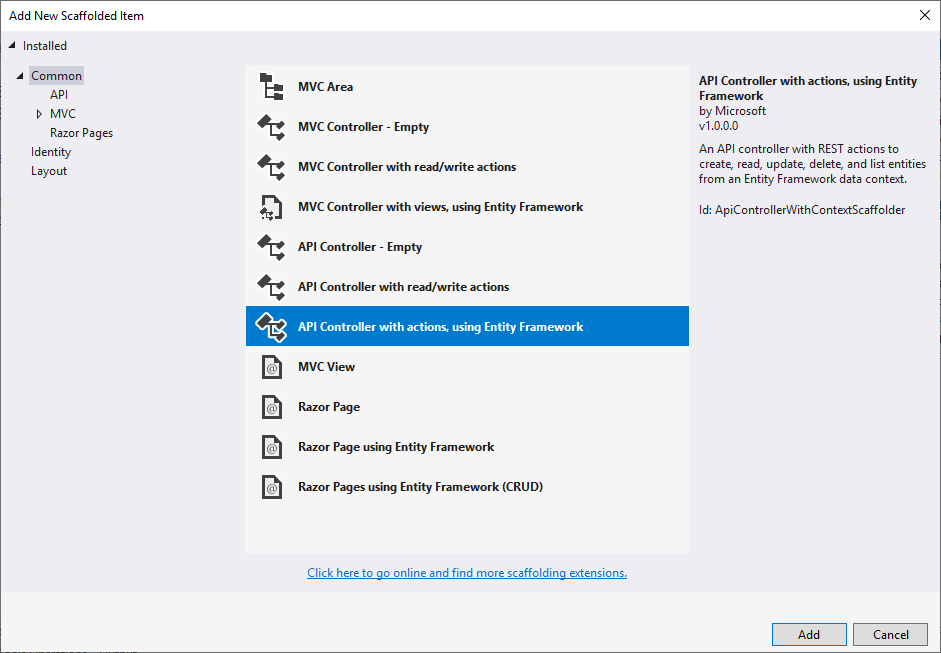 Add New Scaffolded Item
Installed
Common
API
MVC
Razor Pages
Identity
Layout
MVC Area
MVC Controller - Empty
MVC Controller with read/write actions
MVC Controller with views, using Entity Framework
API Controller - Empty
API Controller with read/write actions
API Controller with actions, using Entity Framework
MVC View
Razor Page
Razor Page using Entity Framework
Razor Pages using Entity Framework (CRUD)
Click here to go online and find more scaffolding extensions.
API Controller with actions, using Entity
Framework
by Microsoft
v1.0.0.0
An API controller with REST actions to
create, read, update, delete, and list entities
from an Entity Framework data context.
Id: ApiControllerWithContextScaffolder
Add
Cancel